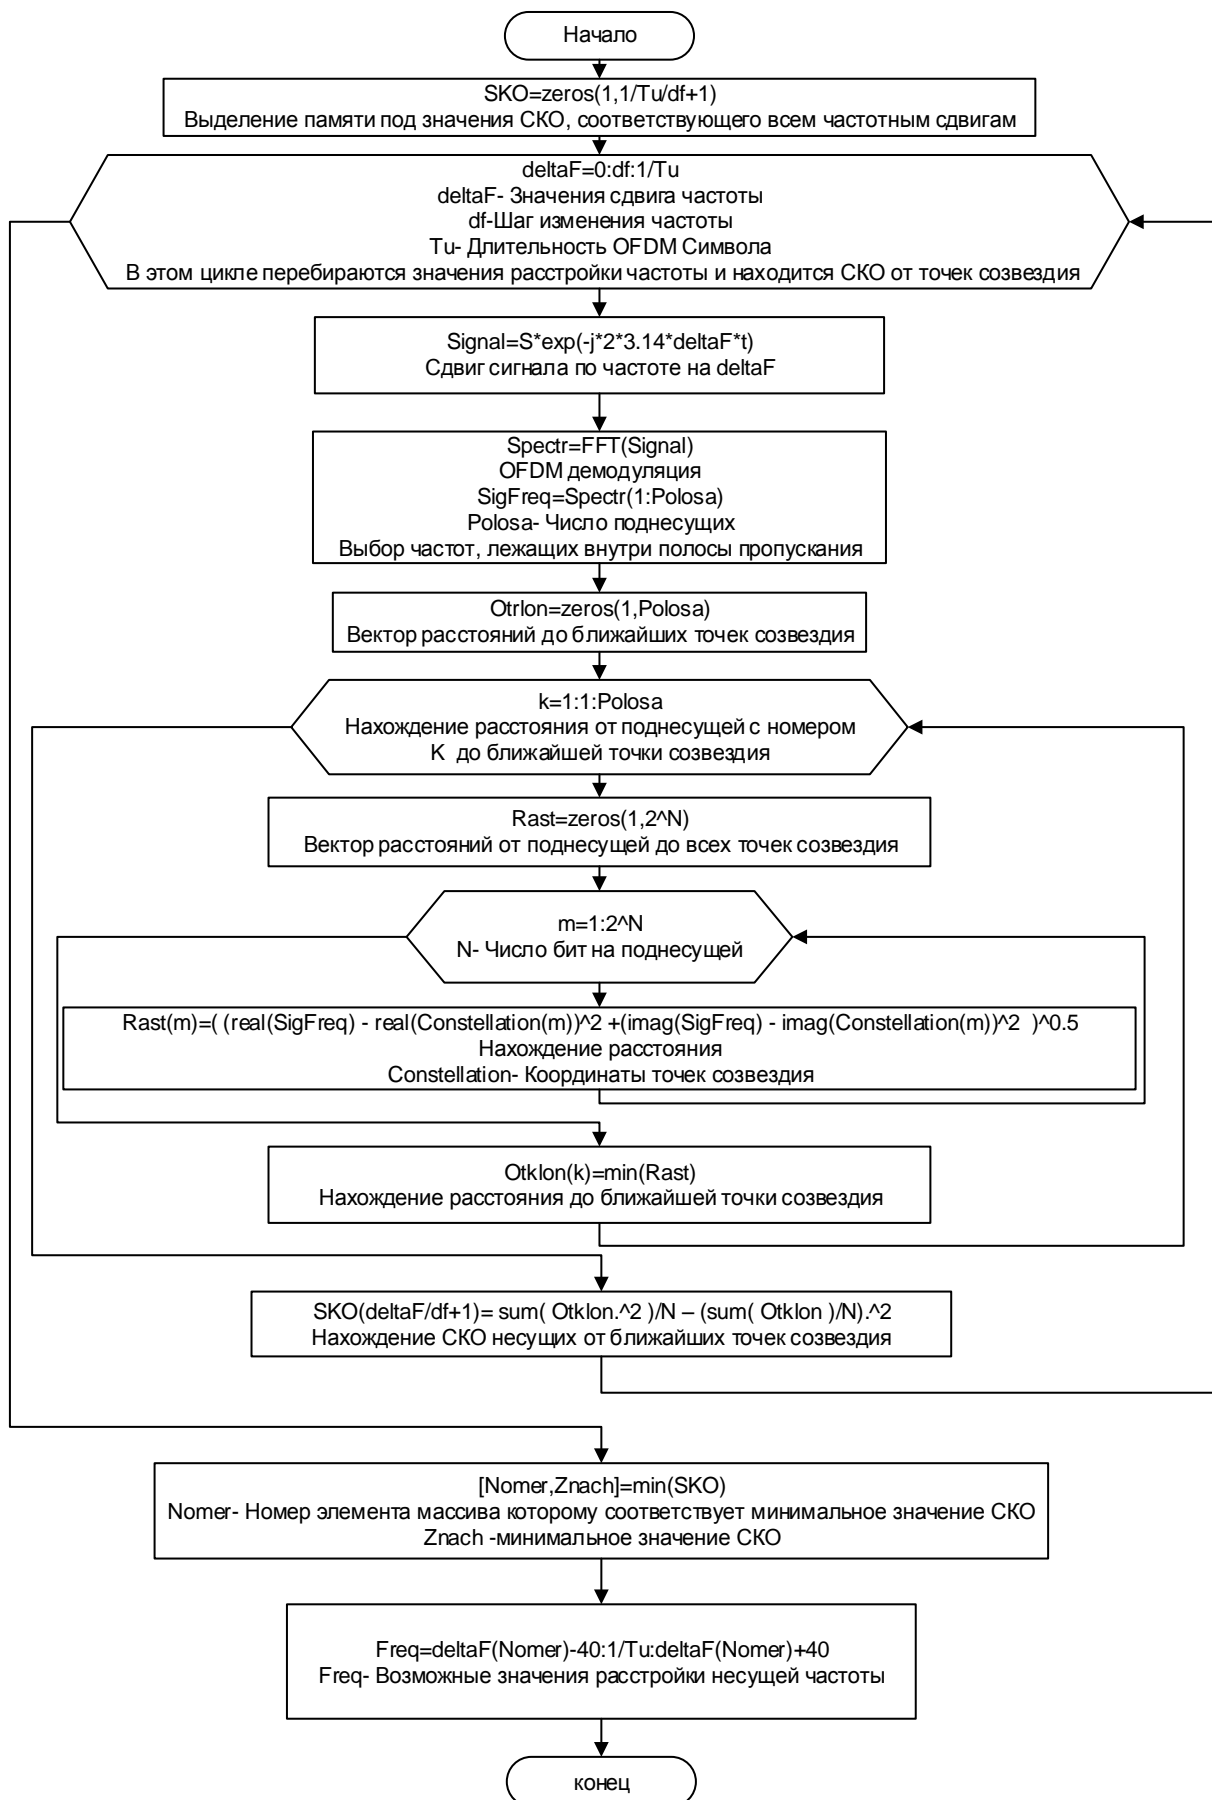 Начало
SKO=zeros(1,1/Tu/df+1)
Выделение памяти под значения СКО, соответствующего всем частотным сдвигам
deltaF=0:df:1/Tu
deltaF- Значения сдвига частоты
df-Шаг изменения частоты
Tu- Длительность OFDM Символа
В этом цикле перебираются значения расстройки частоты и находится СКО от точек созвездия
Signal=S*exp(-j*2*3.14*deltaF*t)
Сдвиг сигнала по частоте на deltaF
Spectr=FFT(Signal)
OFDM демодуляция
SigFreq=Spectr(1:Polosa)
Polosa- Число поднесущих
Выбор частот, лежащих внутри полосы пропускания
Otrlon=zeros(1,Polosa)
Вектор расстояний до ближайших точек созвездия
k=1:1:Polosa
Нахождение расстояния от поднесущей с номером
K до ближайшей точки созвездия
Rast=zeros(1,2^N)
Вектор расстояний от поднесущей до всех точек созвездия
m=1:2^N
N- Число бит на поднесущей
Rast(m)=( (real(SigFreq) - real(Constellation(m))^2 +(imag(SigFreq) - imag(Constellation(m))^2 )^0.5
Нахождение расстояния
Constellation- Координаты точек созвездия
Otklon(k)=min(Rast)
Нахождение расстояния до ближайшей точки созвездия
SKO(deltaF/df+1)= sum( Otklon.^2 )/N – (sum( Otklon )/N).^2
Нахождение СКО несущих от ближайших точек созвездия
[Nomer,Znach]=min(SKO)
Nomer- Номер элемента массива которому соответствует минимальное значение СКО
Znach -минимальное значение СКО
Freq=deltaF(Nomer)-40:1/Tu:deltaF(Nomer)+40
Freq- Возможные значения расстройки несущей частоты
конец